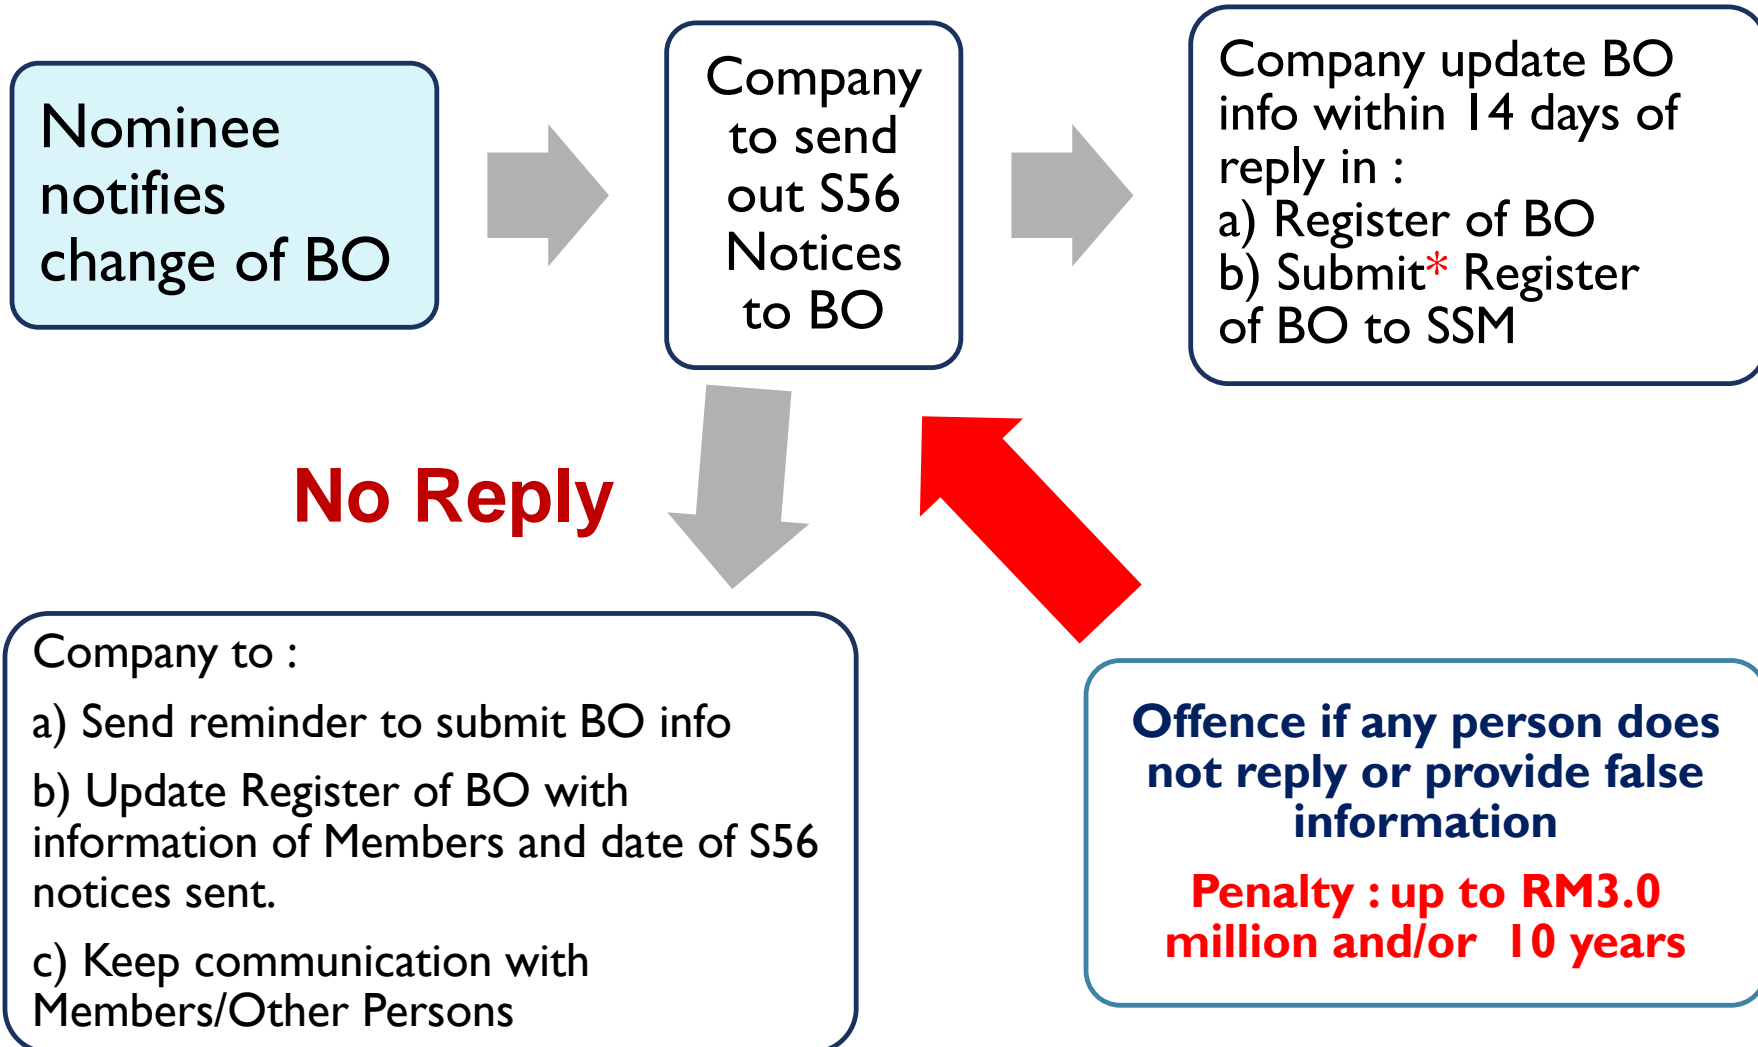 Nominee
notifies
change of BO
Company
to send
out S56
Notices
to BO
Company update BO
info within 14 days of
reply in :
a) Register of BO
b) Submit* Register
of BO to SSM
No Reply
Company to :
a) Send reminder to submit BO info
b) Update Register of BO with
information of Members and date of S56
notices sent.
c) Keep communication with
Members/Other Persons
Offence if any person does
not reply or provide false
information
Penalty : up to RM3.0
million and/or 10 years